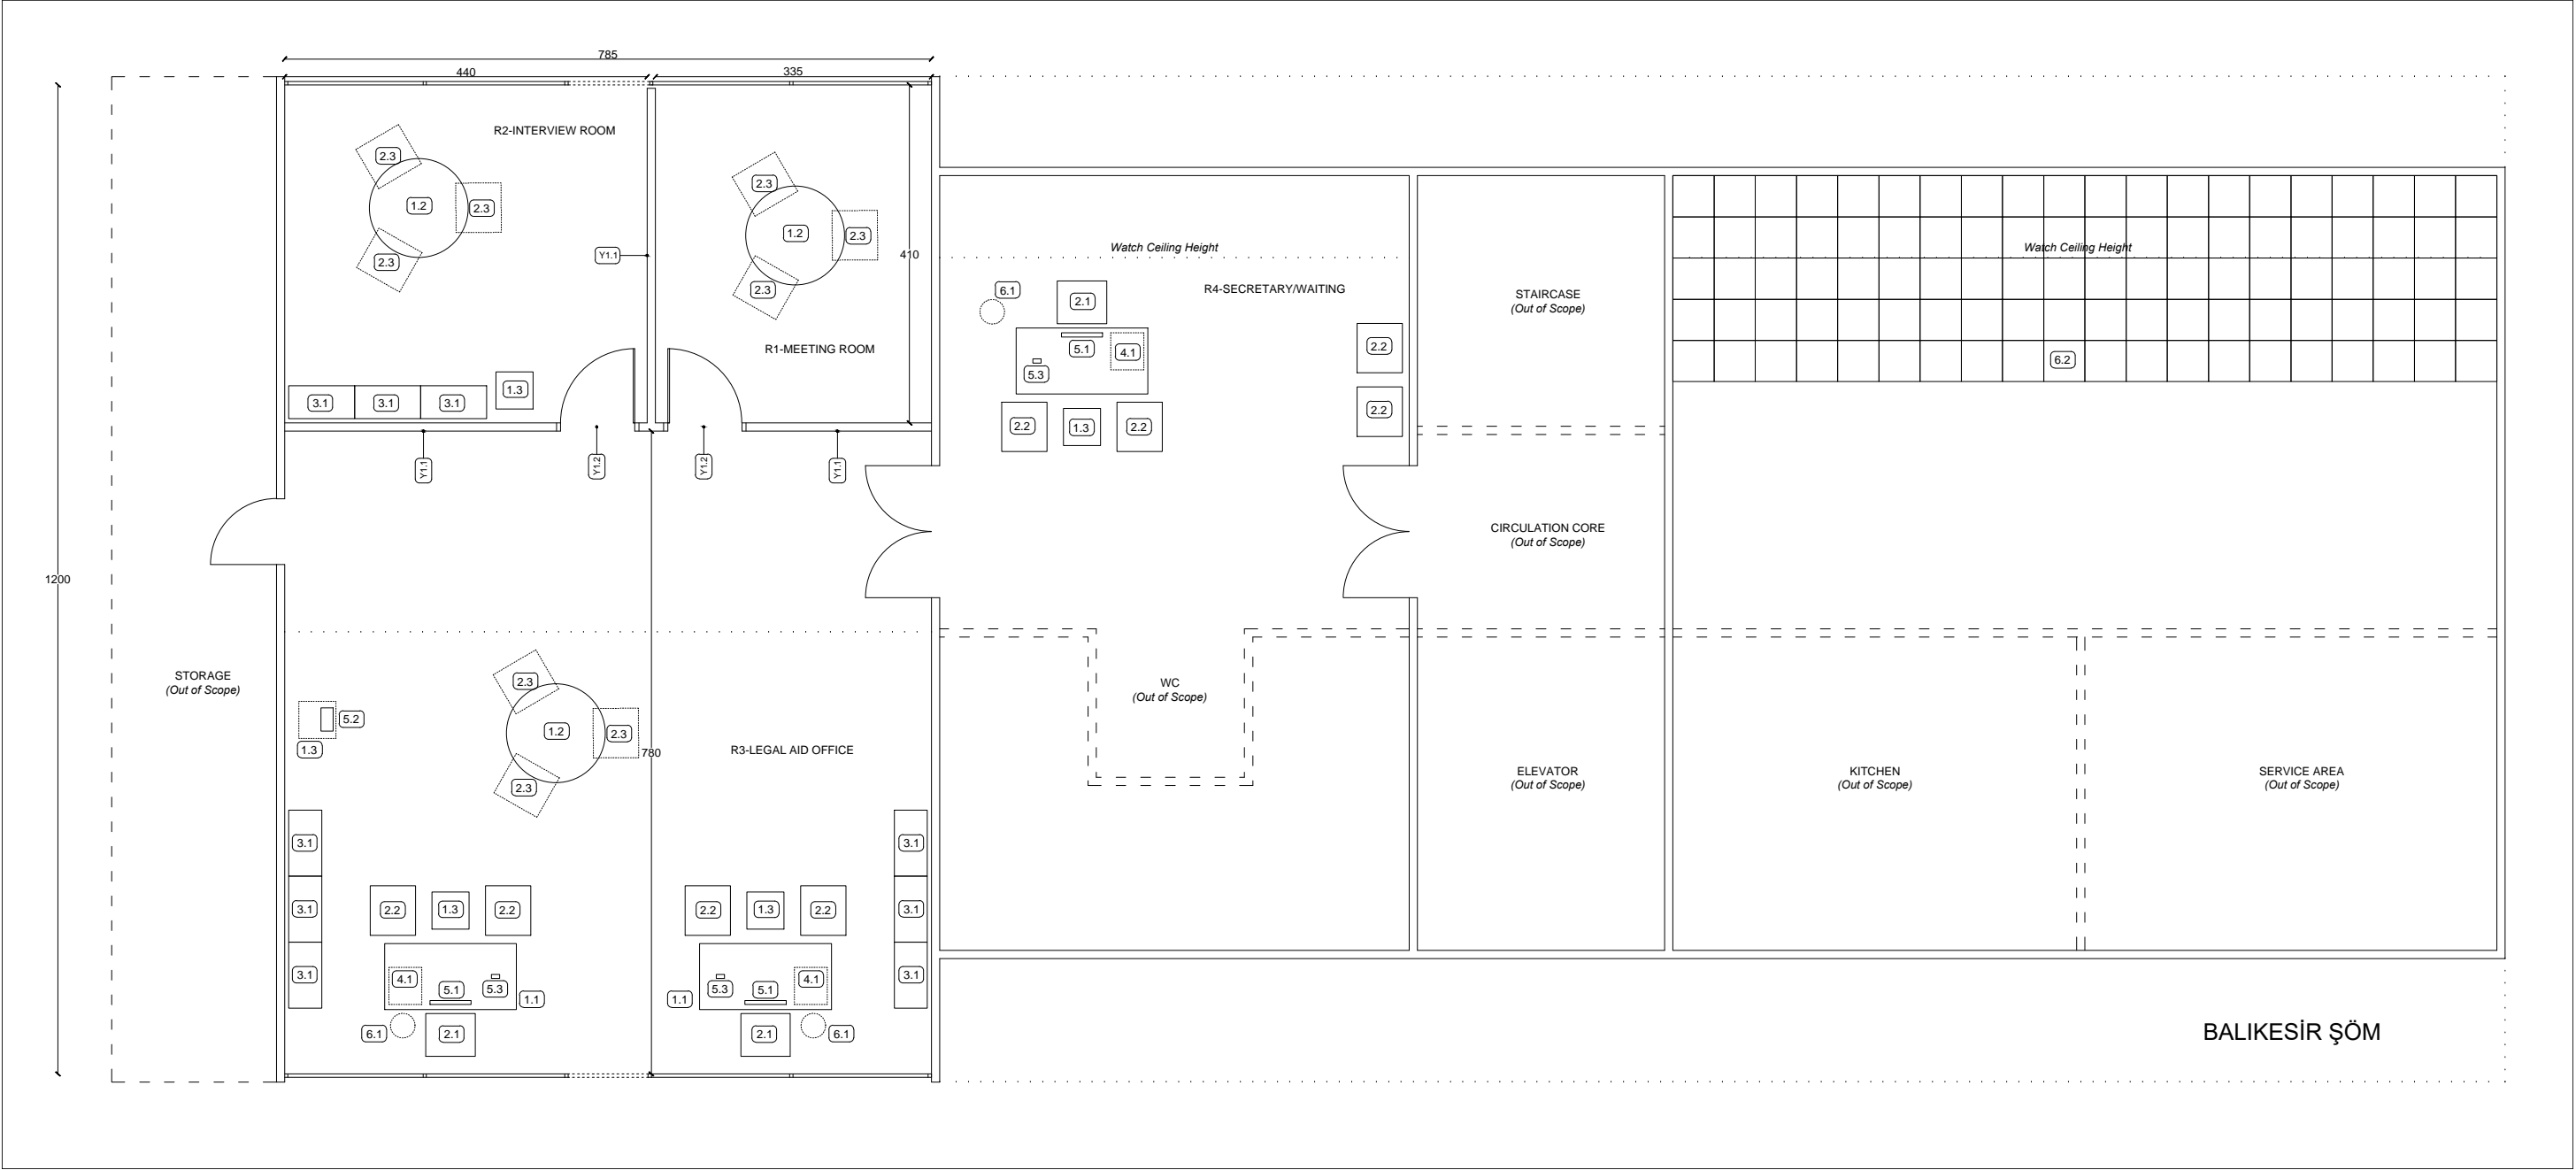 785
440
335
R2-INTERVIEW ROOM
2.3
1.2
2.3
2.3
Y1.1
3.1
3.1
3.1
1.3
2.3
1.2
2.3
2.3
410
R1-MEETING ROOM
Y1.1
Y1.2
Y1.2
Y1.1
1200
Watch Ceiling Height
R4-SECRETARY/WAITING
6.1
2.1
5.1
4.1
5.3
2.2
1.3
2.2
2.2
2.2
STAIRCASE
(Out of Scope)
Watch Ceiling Height
6.2
CIRCULATION CORE
(Out of Scope)
STORAGE
(Out of Scope)
5.2
1.3
2.3
1.2
2.3
2.3
780
R3-LEGAL AID OFFICE
WC
(Out of Scope)
ELEVATOR
(Out of Scope)
KITCHEN
(Out of Scope)
SERVICE AREA
(Out of Scope)
3.1
3.1
3.1
2.2
1.3
2.2
4.1
5.1
5.3
1.1
6.1
2.1
2.2
1.3
2.2
5.3
5.1
4.1
1.1
2.1
6.1
3.1
3.1
3.1
BALIKESİR ŞÖM